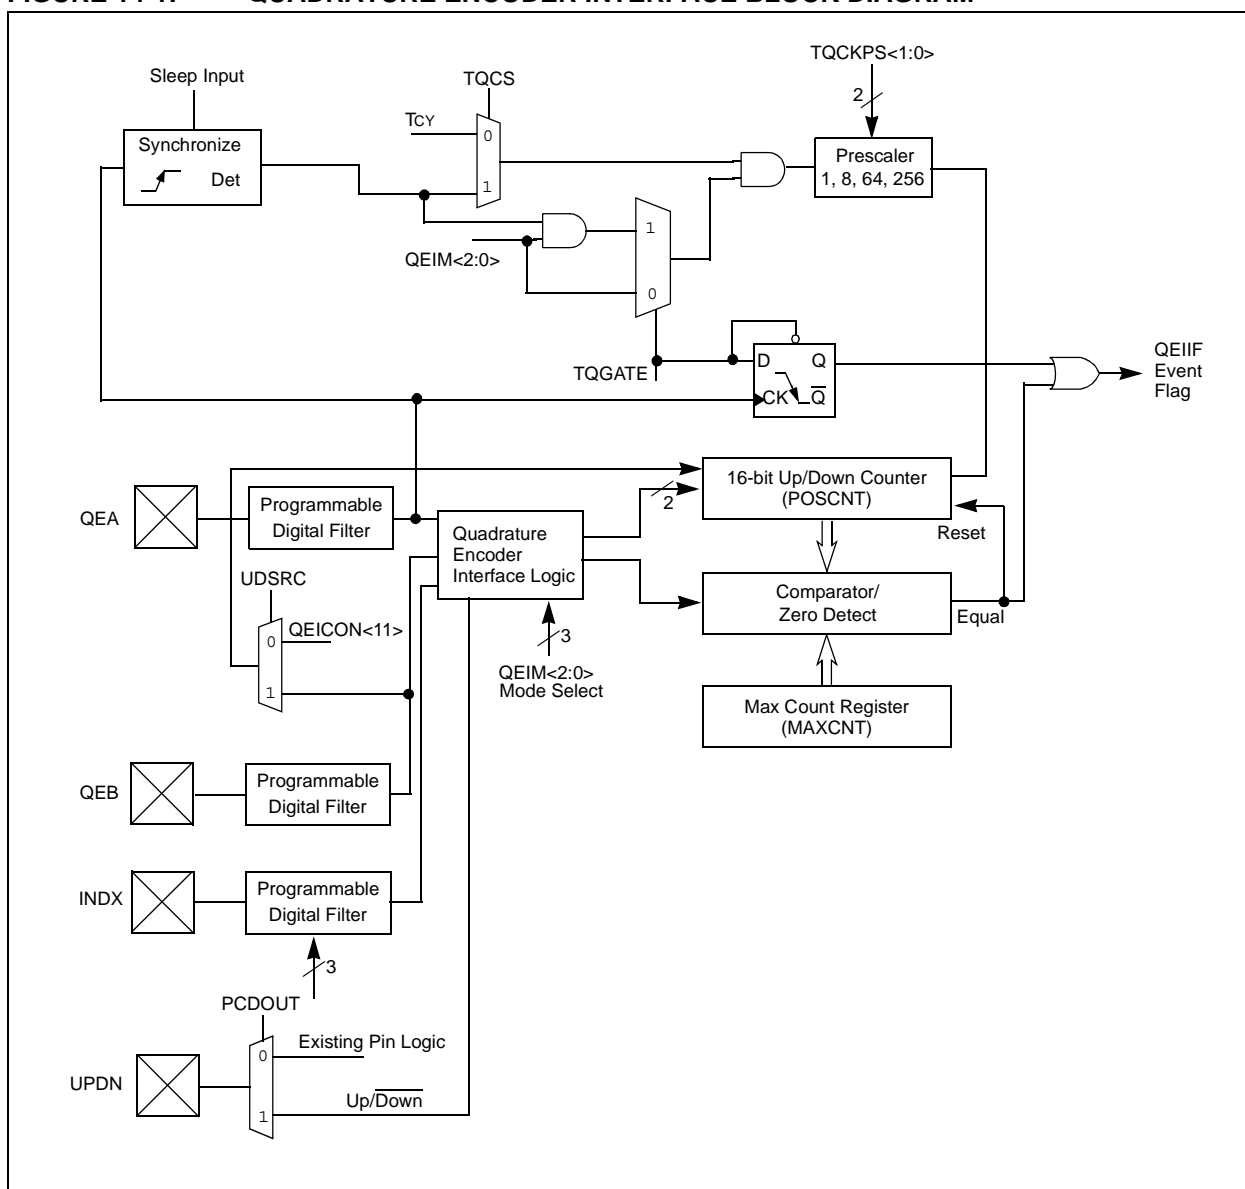 Sleep Input
TQCS
TQCKPS<1:0>
2
TCY
0
1
Synchronize
Det
Prescaler
1, 8, 64, 256
1
0
QEIM<2:0>
TQGATE
D
Q
CK
Q
QEIIF
Event
Flag
QEA
Programmable
Digital Filter
Quadrature
Encoder
Interface Logic
2
16-bit Up/Down Counter
(POSCNT)
Reset
Comparator/
Zero Detect
Equal
UDSRC
0
QEICON<11>
1
3
QEIM<2:0>
Mode Select
Max Count Register
(MAXCNT)
QEB
Programmable
Digital Filter
INDX
Programmable
Digital Filter
3
PCDOUT
0
Existing Pin Logic
UPDN
Up/Down
1